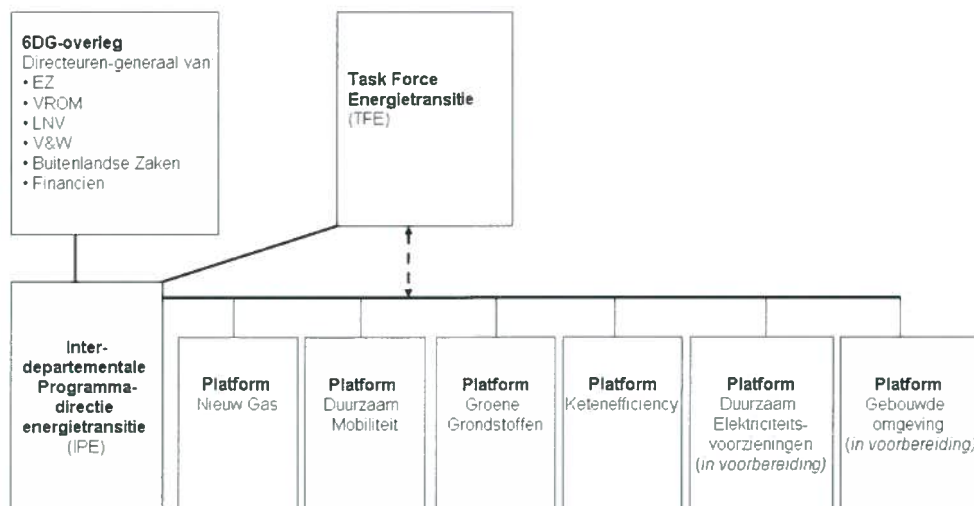 6DG-overleg
Directeuren-generaal van
• EZ
• VROM
• LNV
• V&W
• Buitenlandse Zaken
• Financien
Task Force
Energietransitie
(TFE)
Inter-
departementale
Programma-
directie
energietransitie
(IPE)
Platform
Nieuw Gas
Platform
Duurzaam
Mobiliteit
Platform
Groene
Grondstoffen
Platform
Ketenefficiency
Platform
Duurzaam
Elektriciteits-
voorzieningen
(in voorbereiding)
Platform
Gebouwde
omgeving
(in voorbereiding)